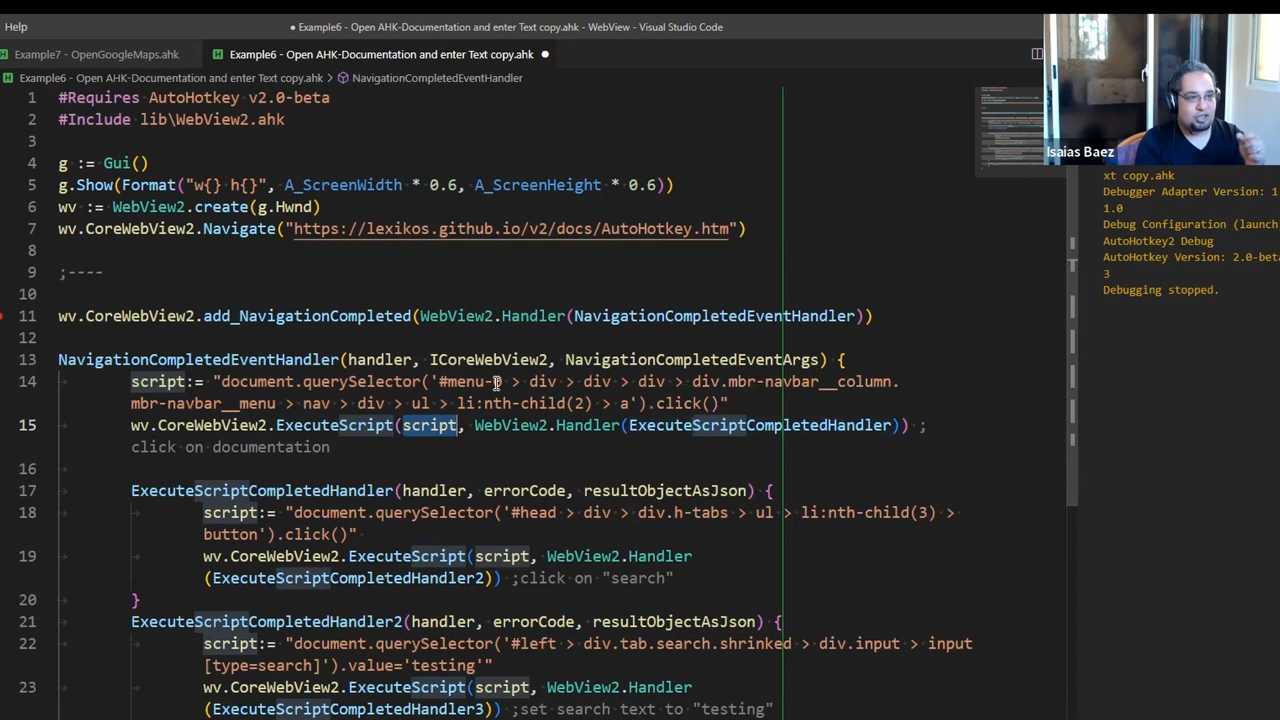 Help
● Example6 - Open AHK-Documentation and enter Text copy.ahk - WebView - Visual Studio Code
Example7 - OpenGoogleMaps.ahk
Example6 - Open AHK-Documentation and enter Text copy.ahk ●
Example6 - Open AHK-Documentation and enter Text copy.ahk > NavigationCompletedEventHandler
1 #Requires AutoHotkey v2.0-beta
2 #Include lib\WebView2.ahk
3
4 g := Gui()
5 g.Show(Format("w{} h{}", A_ScreenWidth * 0.6, A_ScreenHeight * 0.6))
6 wv := WebView2.create(g.Hwnd)
7 wv.CoreWebView2.Navigate("https://lexikos.github.io/v2/docs/AutoHotkey.htm")
8
9 ;----
10
11 wv.CoreWebView2.add_NavigationCompleted(WebView2.Handler(NavigationCompletedEventHandler))
12
13 NavigationCompletedEventHandler(handler, ICoreWebView2, NavigationCompletedEventArgs) {
14 script:= "document.querySelector('#menu- > div > div > div > div.mbr-navbar__column.
mbr-navbar__menu > nav > div > ul > li:nth-child(2) > a').click()"
15 wv.CoreWebView2.ExecuteScript(script, WebView2.Handler(ExecuteScriptCompletedHandler)) ;
click on documentation
16
17 ExecuteScriptCompletedHandler(handler, errorCode, resultObjectAsJson) {
18 script:= "document.querySelector('#head > div > div.h-tabs > ul > li:nth-child(3) >
button').click()"
19 wv.CoreWebView2.ExecuteScript(script, WebView2.Handler
(ExecuteScriptCompletedHandler2)) ;click on "search"
20 }
21 ExecuteScriptCompletedHandler2(handler, errorCode, resultObjectAsJson) {
22 script:= "document.querySelector('#left > div.tab.search.shrinked > div.input > input
[type=search]').value='testing'"
23 wv.CoreWebView2.ExecuteScript(script, WebView2.Handler
(ExecuteScriptCompletedHandler3)) ;set search text to "testing"
Isaias Baez
xt copy.ahk
Debugger Adapter Version: 1
1.0
Debug Configuration (launch
AutoHotkey2 Debug
AutoHotkey Version: 2.0-beta
3
Debugging stopped.